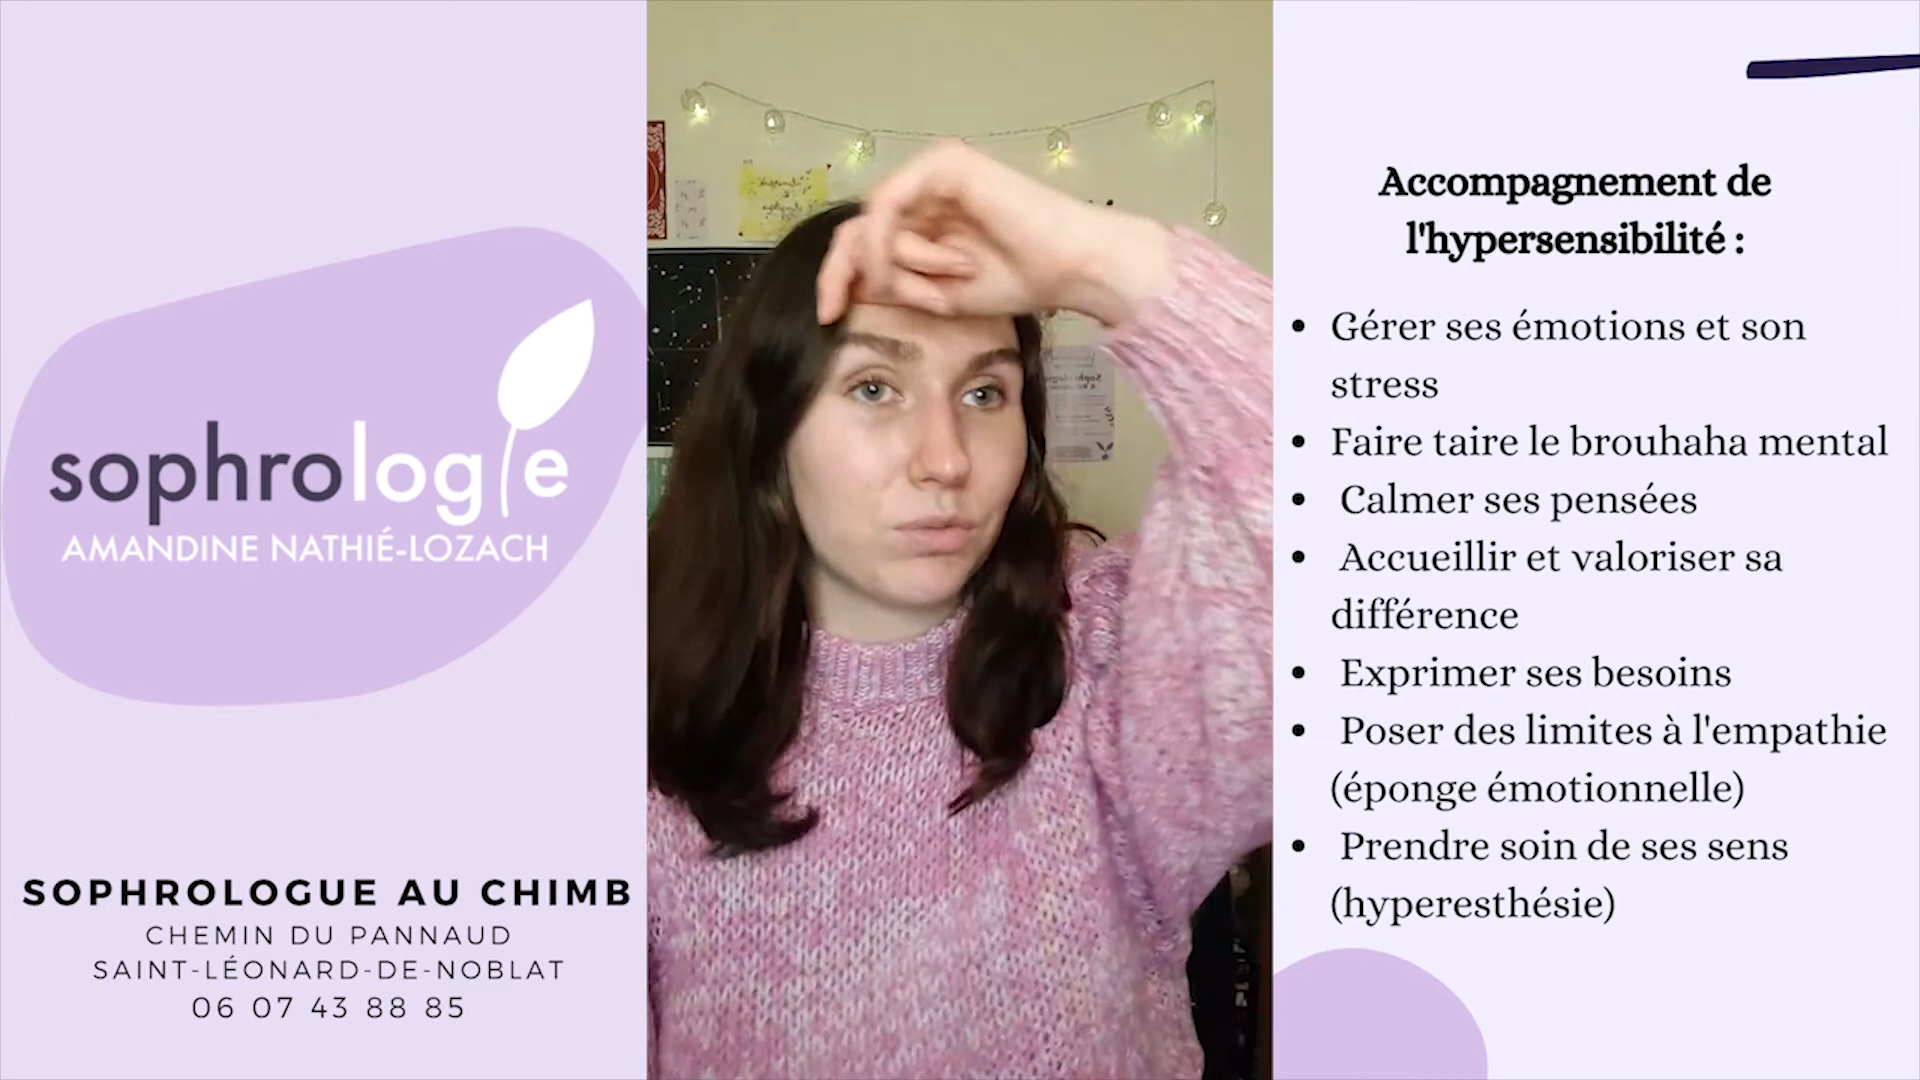 sophrologie
AMANDINE NATHIÉ-LOZACH
SOPHROLOGUE AU CHIMB
CHEMIN DU PANNAUD
SAINT-LÉONARD-DE-NOBLAT
06 07 43 88 85
Accompagnement de
l'hypersensibilité :
• Gérer ses émotions et son
stress
• Faire taire le brouhaha mental
• Calmer ses pensées
• Accueillir et valoriser sa
différence
• Exprimer ses besoins
• Poser des limites à l'empathie
(éponge émotionnelle)
• Prendre soin de ses sens
(hyperesthésie)